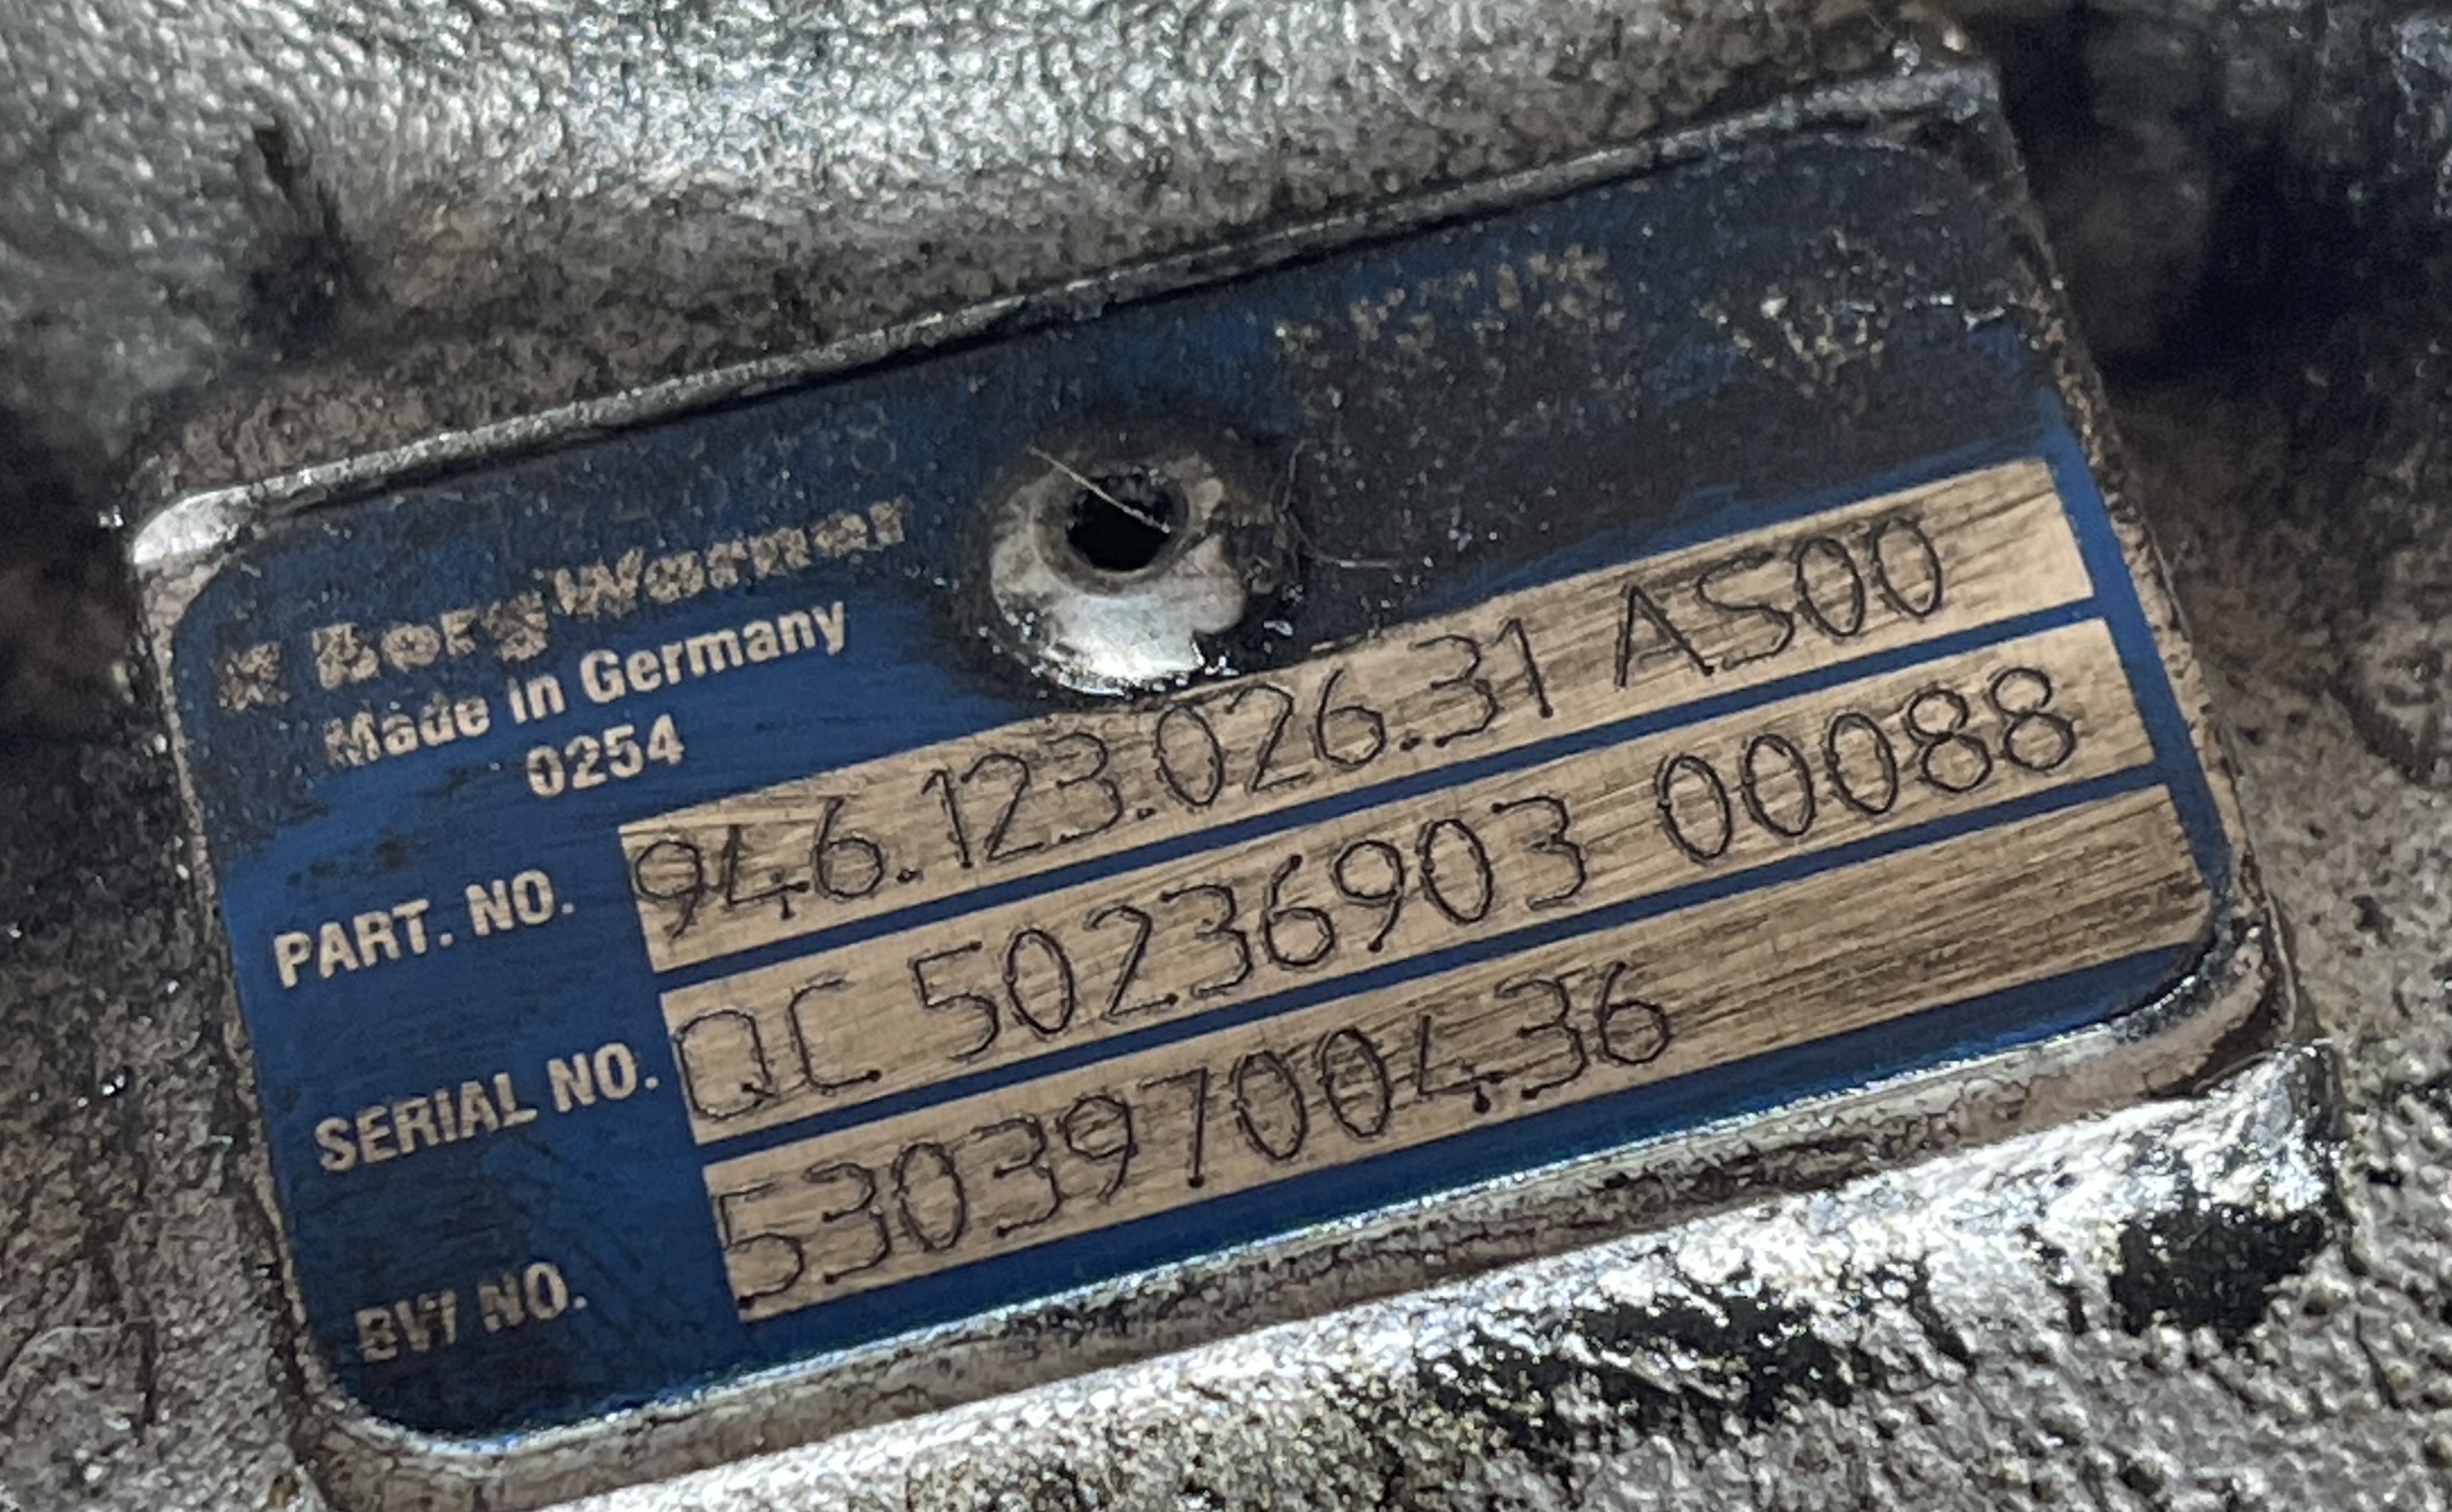 BorgWarner
Made in Germany
0254
PART. NO. 946.123.026.31 AS00
SERIAL NO. QC 50236903 00088
BW NO. 53039700436